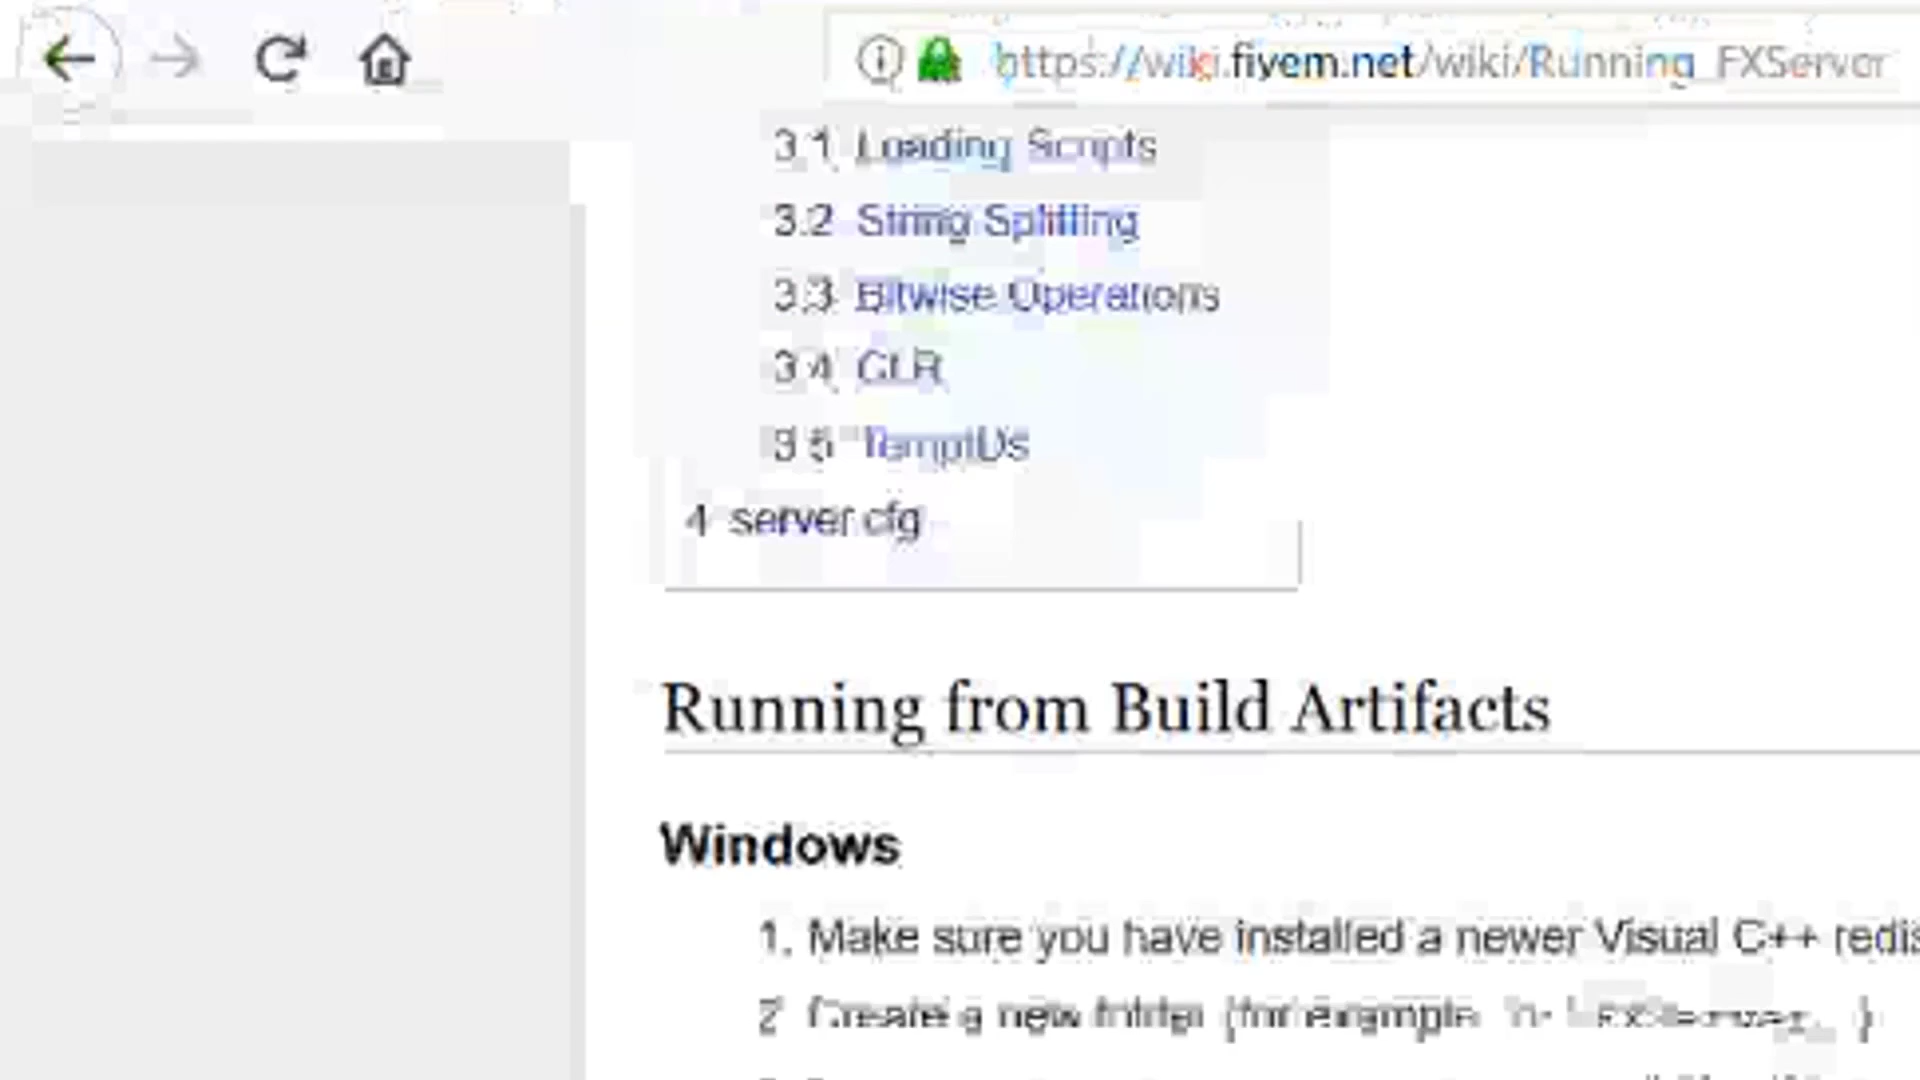 https://wiki.fivem.net/wiki/Running_FXServer
3.1 Loading Scripts
3.2 String Splitting
3.3 Bitwise Operations
3.4 CLR
3.5 TempIDs
4 server.cfg
Running from Build Artifacts
Windows
1. Make sure you have installed a newer Visual C++ redis
2 Create a new folder (for example